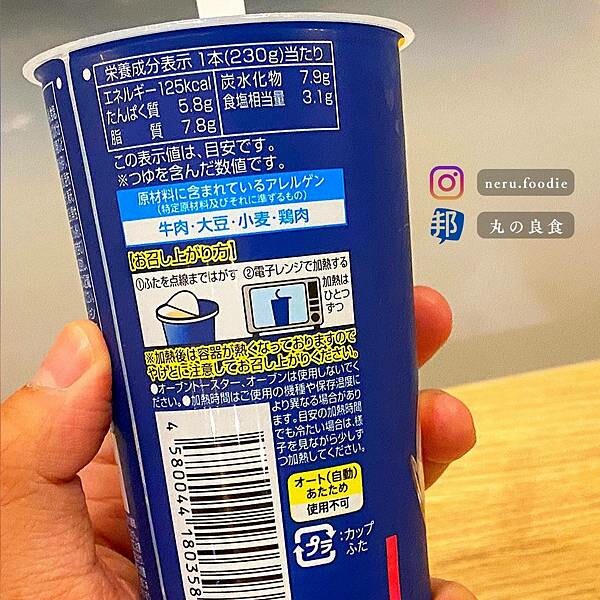 栄養成分表示 1本(230g)当たり
エネルギー 125kcal
たんぱく質 5.8g
脂質 7.8g
炭水化物 7.9g
食塩相当量 3.1g
この表示値は、目安です。
※つゆを含んだ数値です。
原材料に含まれているアレルゲン
(特定原材料及びそれに準ずるもの)
牛肉・大豆・小麦・鶏肉
【お召し上がり方】
①ふたを点線まではがす
②電子レンジで加熱する
加熱は
ひとつ
ずつ
※加熱後は容器が熱くなっておりますので
やけどに注意してお召し上がりください。
●オーブントースター、オーブンは使用しないでく
ださい。●加熱時間はご使用の機種や保存温度に
より異なる場合があり
ます。目安の加熱時間
でも冷たい場合は、様
子を見ながら少しず
つ加熱してください。
オート(自動)
あたため
使用不可
4 580044 180358
プラ
:カップ
ふた
neru.foodie
邦
丸の良食